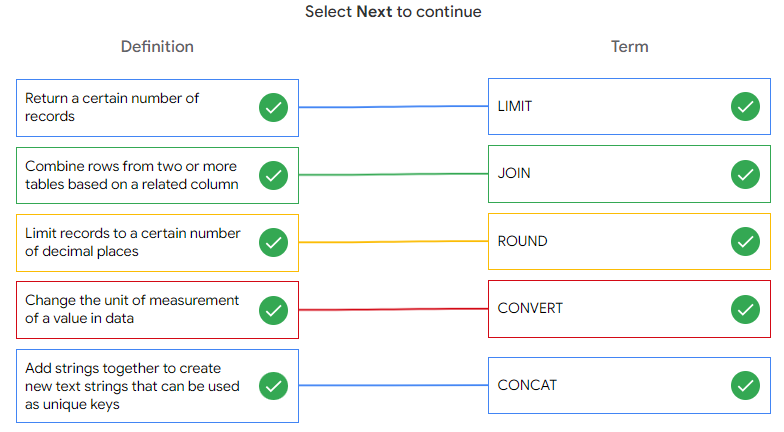 Select Next to continue
Definition
Term
Return a certain number of
records
LIMIT
Combine rows from two or more
tables based on a related column
JOIN
Limit records to a certain number
of decimal places
ROUND
Change the unit of measurement
of a value in data
CONVERT
Add strings together to create
new text strings that can be used
as unique keys
CONCAT